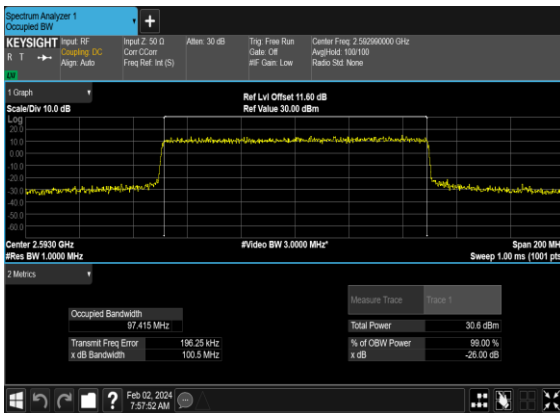 Spectrum Analyzer 1
Occupied BW
KEYSIGHT
R T
LV
Input: RF
Coupling: DC
Align: Auto
Input Z: 50 Ω
Corr CCorr
Freq Ref: Int (S)
Atten: 30 dB
Trig: Free Run
Gate: Off
#IF Gain: Low
Center Freq: 2.592990000 GHz
Avg|Hold: 100/100
Radio Std: None
1 Graph
Scale/Div 10.0 dB
Ref Lvl Offset 11.60 dB
Ref Value 30.00 dBm
Log
20.0
10.0
0.00
-10.0
-20.0
-30.0
-40.0
-50.0
-60.0
Center 2.5930 GHz
#Video BW 3.0000 MHz*
Span 200 MH
#Res BW 1.0000 MHz
Sweep 1.00 ms (1001 pts
2 Metrics
Measure Trace Trace 1
Occupied Bandwidth
97.415 MHz
Total Power 30.6 dBm
Transmit Freq Error 196.25 kHz
% of OBW Power 99.00 %
x dB Bandwidth 100.5 MHz
x dB -26.00 dB
?
Feb 02, 2024
7:57:52 AM